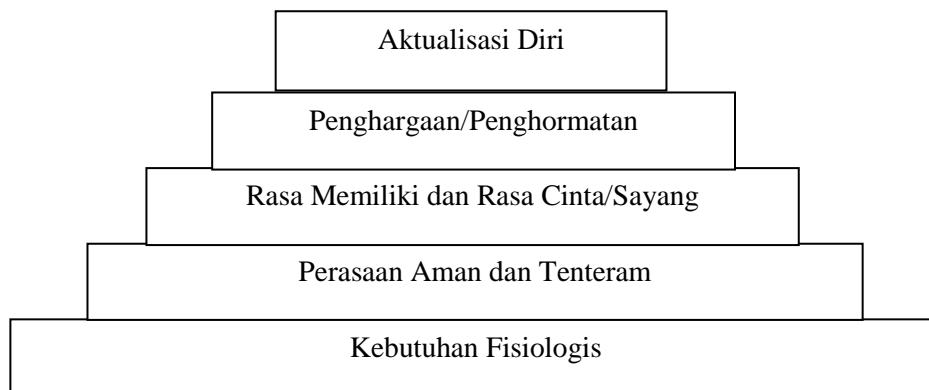 Aktualisasi Diri
Penghargaan/Penghormatan
Rasa Memiliki dan Rasa Cinta/Sayang
Perasaan Aman dan Tenteram
Kebutuhan Fisiologis